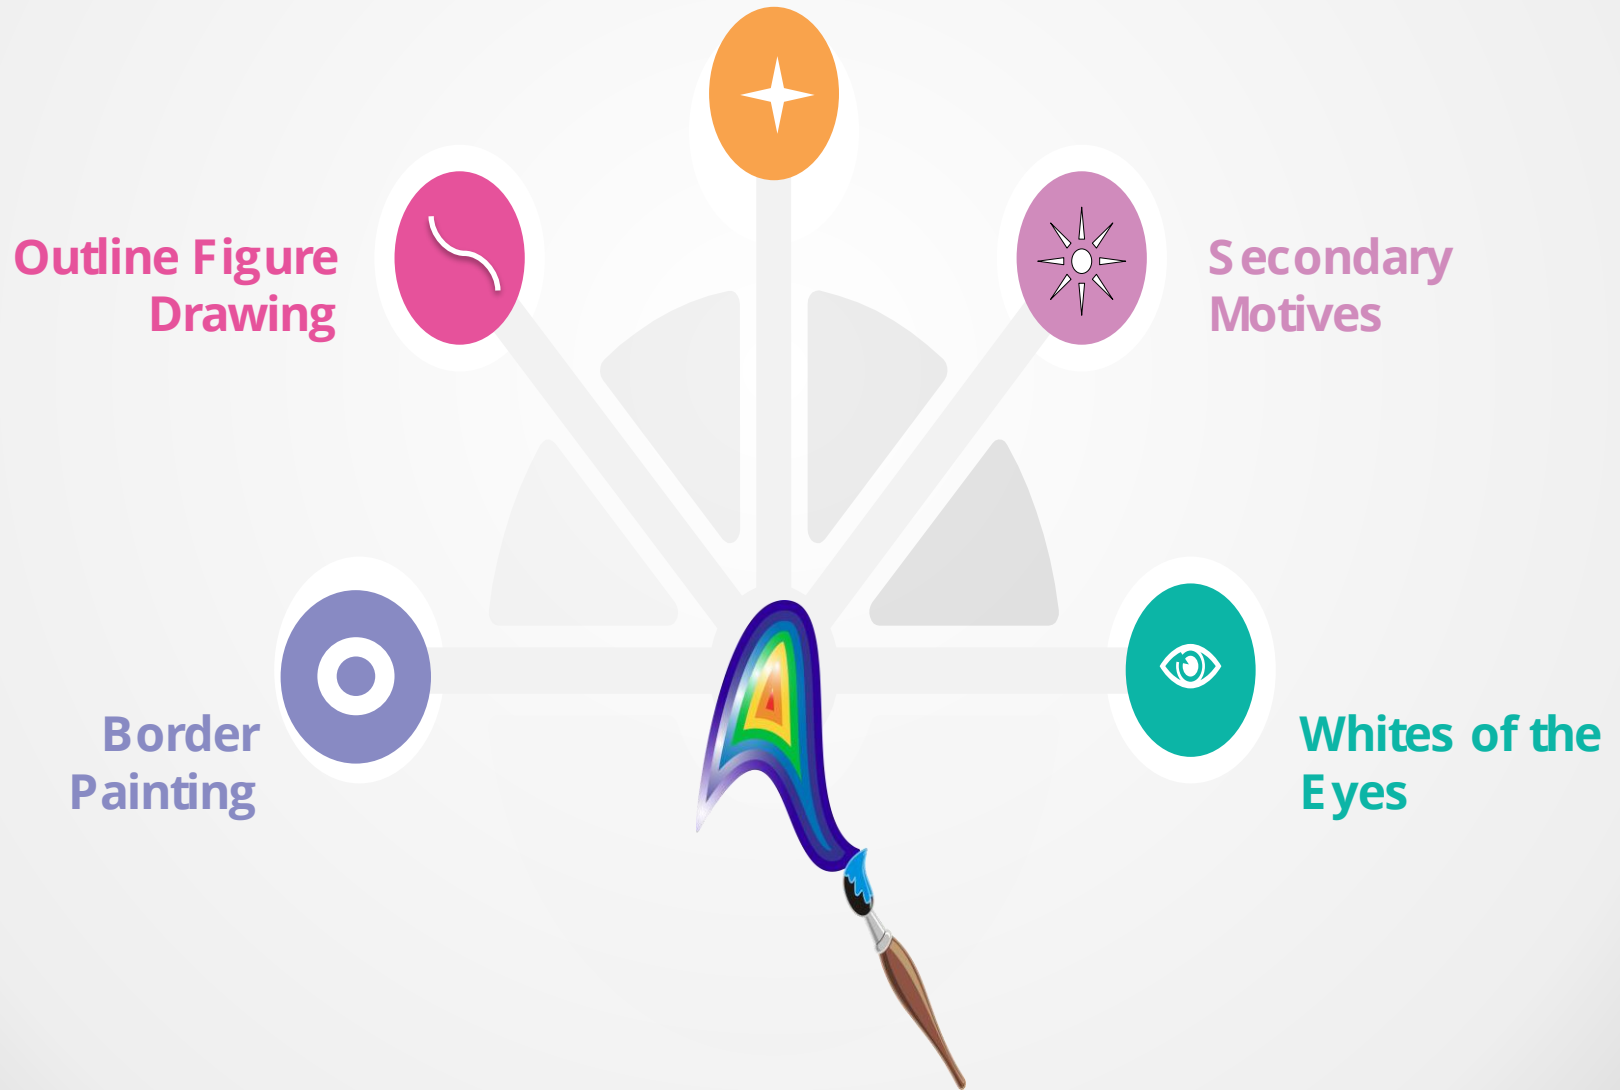 Outline Figure
Drawing
Secondary
Motives
Border
Painting
Whites of the
Eyes